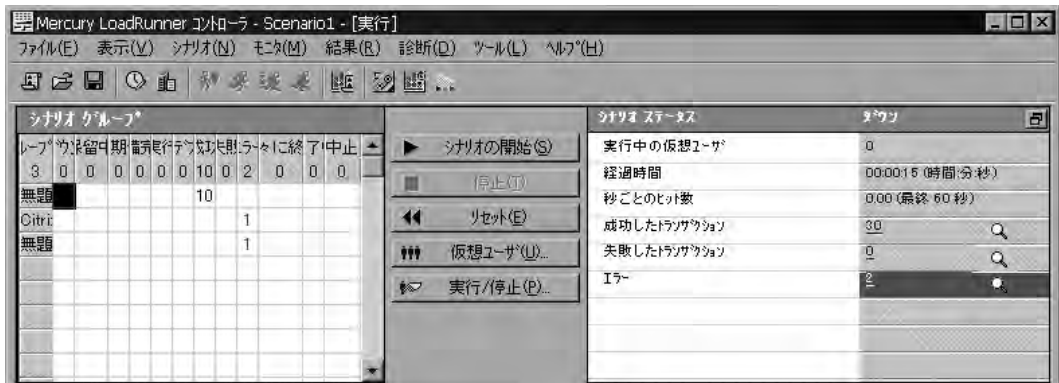 Mercury LoadRunner コントローラ - Scenario1 - [実行]
ファイル(F) 表示(V) シナリオ(N) モニタ(M) 結果(R) 診断(D) ツール(L) ヘルプ(H)
シナリオ グループ
中止
3 0 0 0 0 0 10 0 2 0 0 0
無題 10
Citri 1
無題 1
シナリオの開始(S)
停止(T)
リセット(E)
仮想ユーザ(U)...
実行/停止(P)...
シナリオ ステータス ダウン
実行中の仮想ユーザ 0
経過時間 00:00:15 (時間:分:秒)
秒ごとのヒット数 0.00 (最終 60 秒)
成功したトランザクション 30
失敗したトランザクション 0
エラー 2